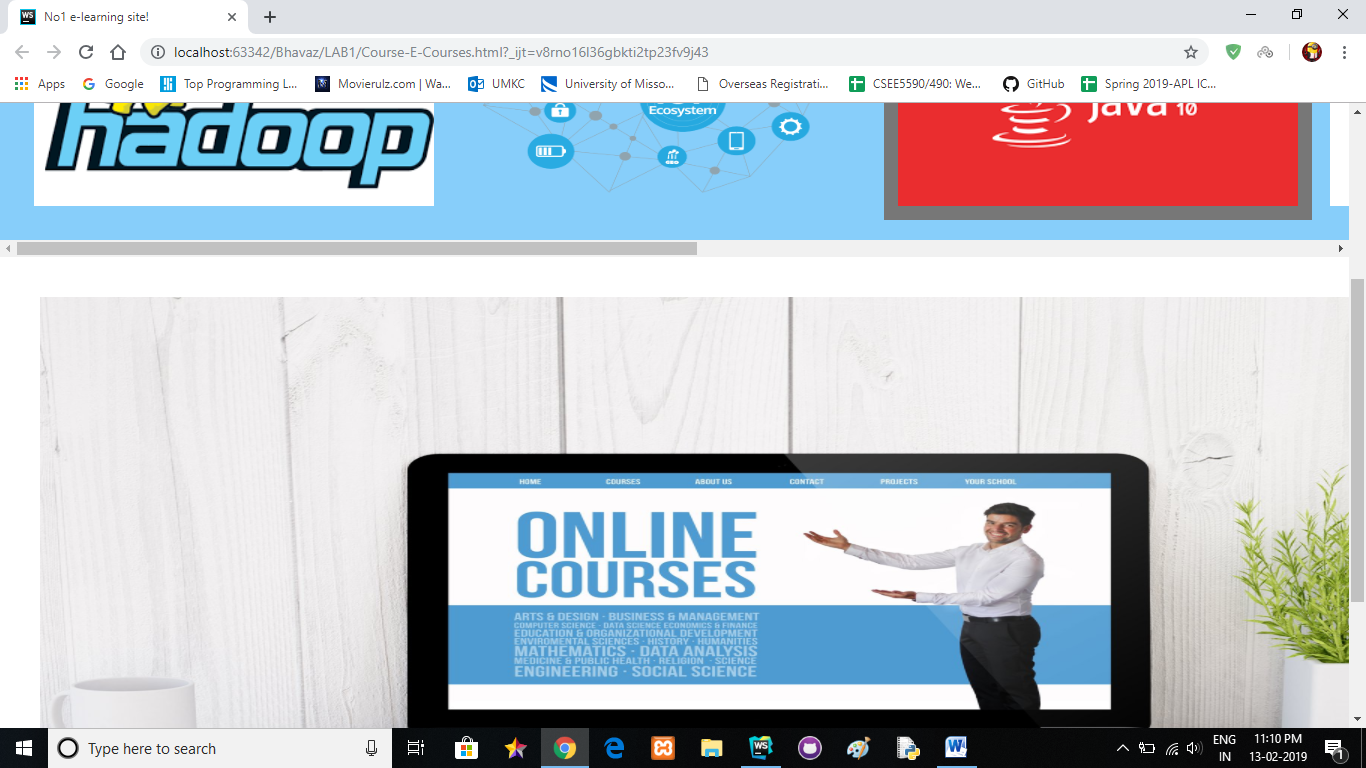 WS No1 e-learning site!
localhost:63342/Bhavaz/LAB1/Course-E-Courses.html?_ijt=v8rno16l36gbkti2tp23fv9j43
Apps Google Top Programming L... Movierulz.com | Wa... UMKC University of Misso... Overseas Registrati... CSEE5590/490: We... GitHub Spring 2019-APL IC...
hadoop
Ecosystem
java 10
HOME COURSES ABOUT US CONTACT PROJECTS YOUR SCHOOL
ONLINE
COURSES
ARTS & DESIGN · BUSINESS & MANAGEMENT
COMPUTER SCIENCE · DATA SCIENCE ECONOMICS & FINANCE
EDUCATION & ORGANIZATIONAL DEVELOPMENT
ENVIROMENTAL SCIENCES · HISTORY · HUMANITIES
MATHEMATICS · DATA ANALYSIS
MEDICINE & PUBLIC HEALTH · RELIGION · SCIENCE
ENGINEERING · SOCIAL SCIENCE
Type here to search
WS
W
ENG
IN
11:10 PM
13-02-2019
1